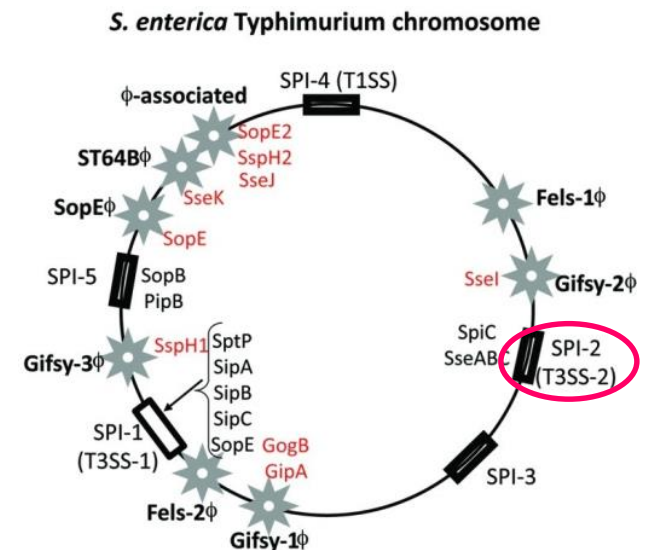 S. enterica Typhimurium chromosome
SPI-4 (T1SS)
ϕ-associated
SopE2
SspH2
SseJ
ST64Bϕ
SseK
SopEϕ
SopE
Fels-1ϕ
SseI
Gifsy-2ϕ
SPI-5
SopB
PipB
SpiC
SseABC
SPI-2
(T3SS-2)
Gifsy-3ϕ
SspH1
SptP
SipA
SipB
SipC
SopE
SPI-1
(T3SS-1)
GogB
GipA
SPI-3
Fels-2ϕ
Gifsy-1ϕ